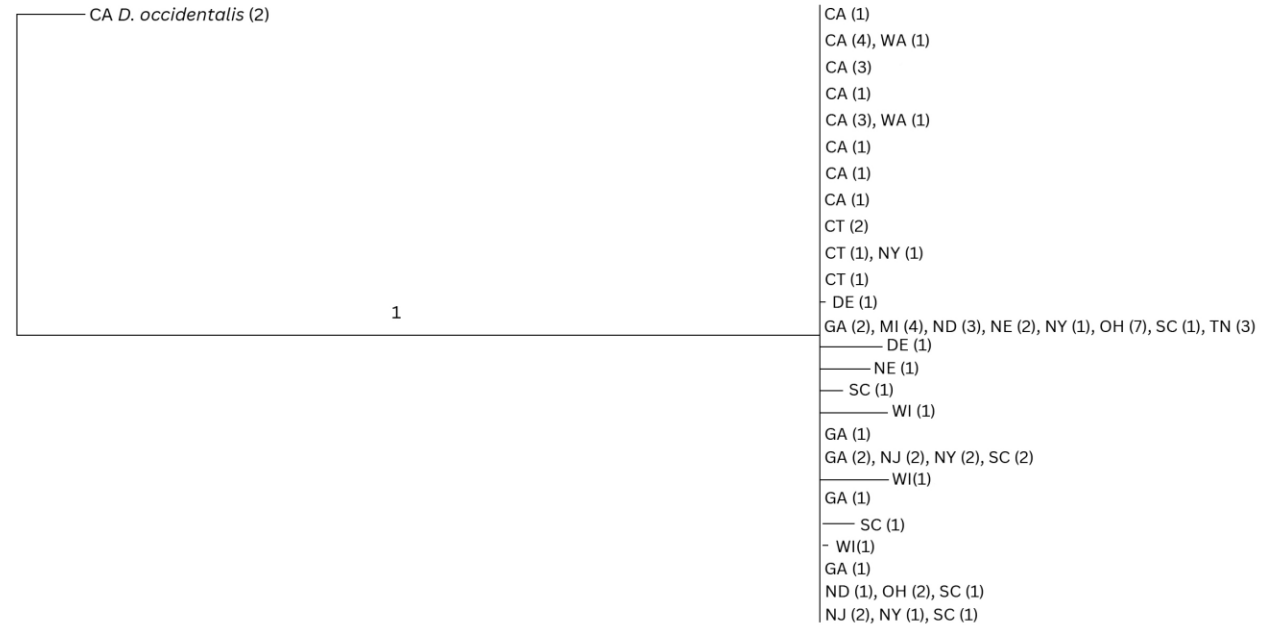 CA D. occidentalis (2)
CA (1)
CA (4), WA (1)
CA (3)
CA (1)
CA (3), WA (1)
CA (1)
CA (1)
CA (1)
CT (2)
CT (1), NY (1)
CT (1)
DE (1)
1
GA (2), MI (4), ND (3), NE (2), NY (1), OH (7), SC (1), TN (3)
DE (1)
NE (1)
SC (1)
WI (1)
GA (1)
GA (2), NJ (2), NY (2), SC (2)
WI(1)
GA (1)
SC (1)
WI(1)
GA (1)
ND (1), OH (2), SC (1)
NJ (2), NY (1), SC (1)